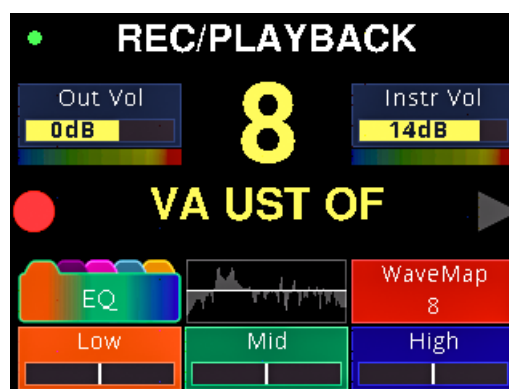 REC/PLAYBACK
Out Vol
0dB
8
Instr Vol
14dB
VA UST OF
EQ
WaveMap
8
Low
Mid
High